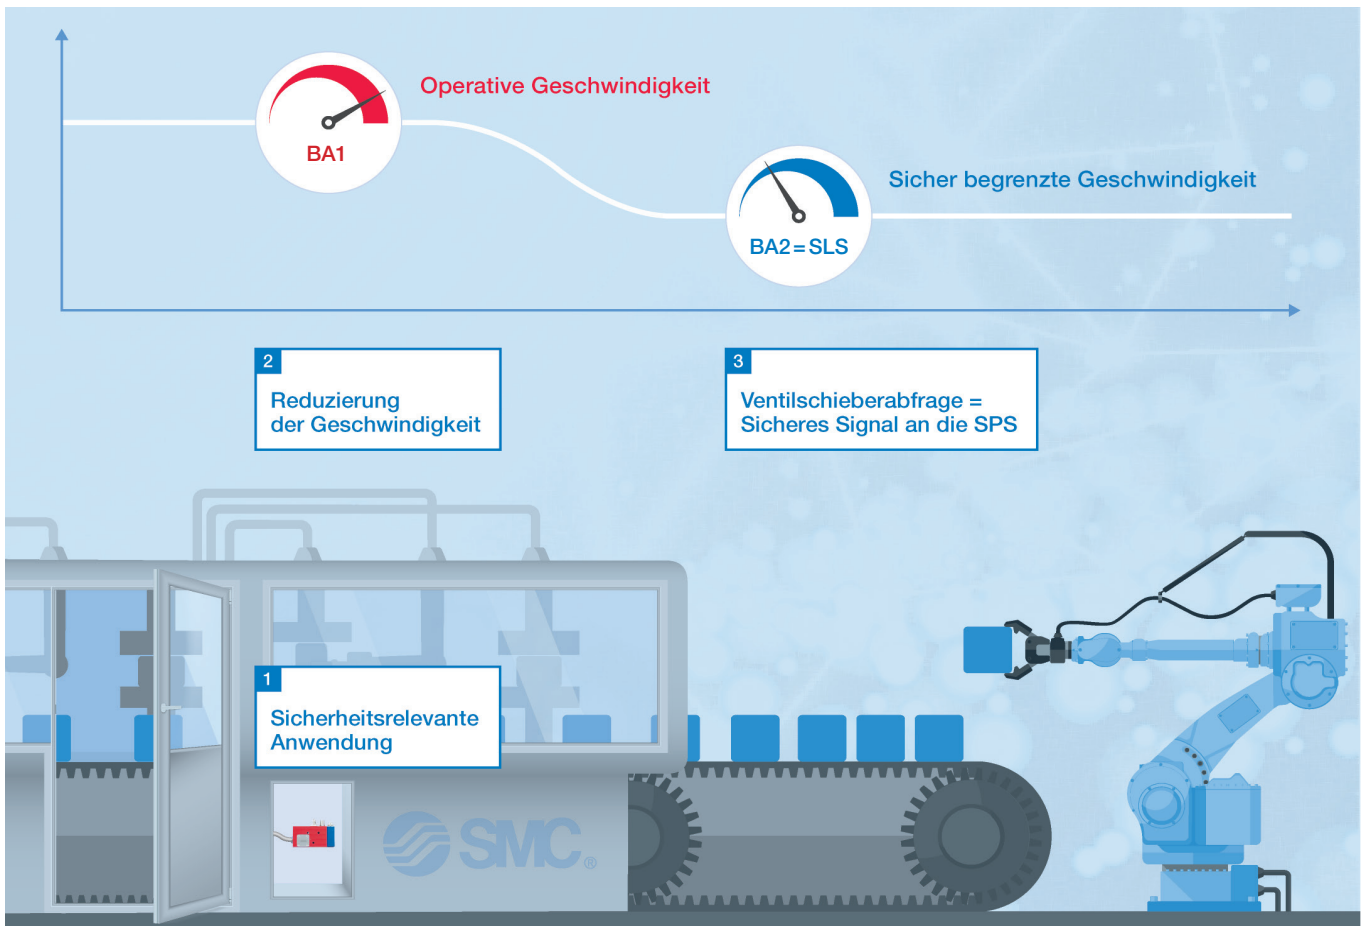 Operative Geschwindigkeit
BA1
Sicher begrenzte Geschwindigkeit
BA2 = SLS
2
Reduzierung
der Geschwindigkeit
3
Ventilschieberabfrage =
Sicheres Signal an die SPS
1
Sicherheitsrelevante
Anwendung
SMC®